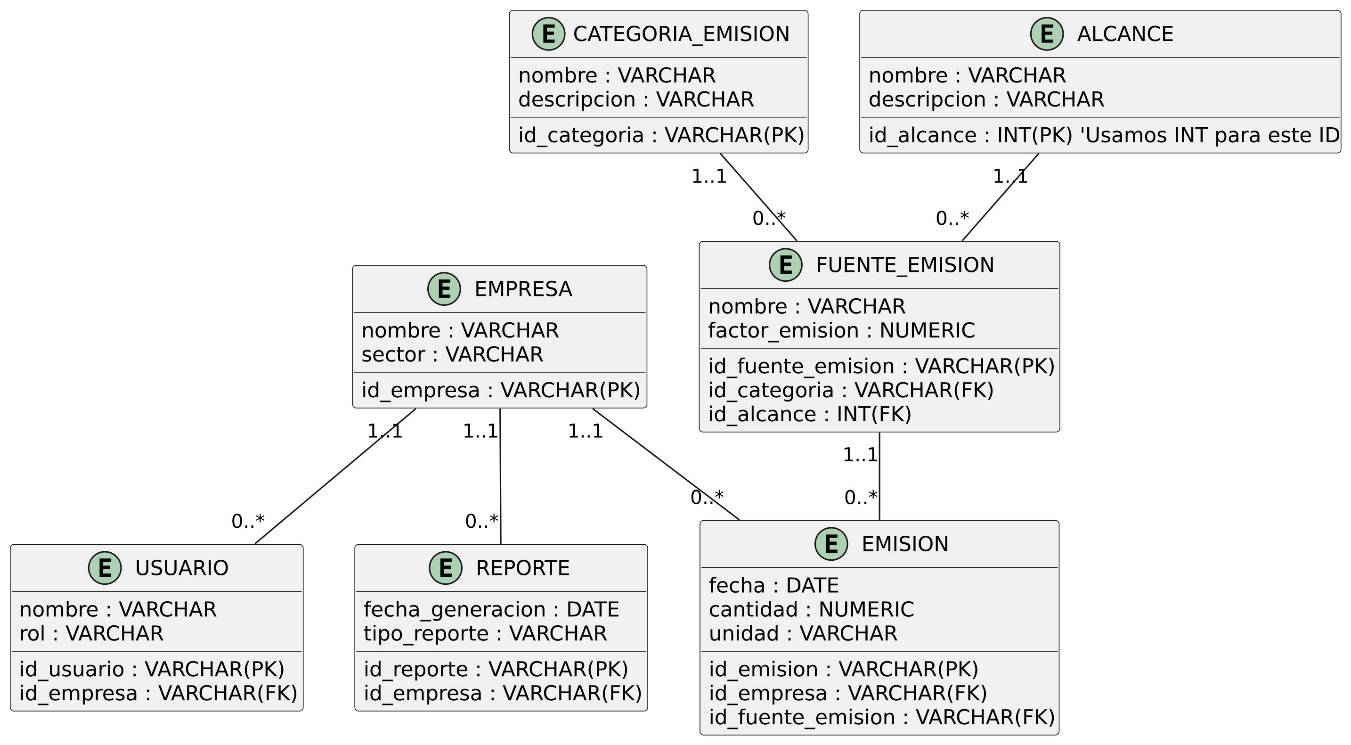 E CATEGORIA_EMISION
nombre : VARCHAR
descripcion : VARCHAR
id_categoria : VARCHAR(PK)
E ALCANCE
nombre : VARCHAR
descripcion : VARCHAR
id_alcance : INT(PK) 'Usamos INT para este ID
1..1
0..*
1..1
0..*
E EMPRESA
nombre : VARCHAR
sector : VARCHAR
id_empresa : VARCHAR(PK)
E FUENTE_EMISION
nombre : VARCHAR
factor_emision : NUMERIC
id_fuente_emision : VARCHAR(PK)
id_categoria : VARCHAR(FK)
id_alcance : INT(FK)
1..1
0..*
1..1
0..*
1..1
0..*
1..1
0..*
E USUARIO
nombre : VARCHAR
rol : VARCHAR
id_usuario : VARCHAR(PK)
id_empresa : VARCHAR(FK)
E REPORTE
fecha_generacion : DATE
tipo_reporte : VARCHAR
id_reporte : VARCHAR(PK)
id_empresa : VARCHAR(FK)
E EMISION
fecha : DATE
cantidad : NUMERIC
unidad : VARCHAR
id_emision : VARCHAR(PK)
id_empresa : VARCHAR(FK)
id_fuente_emision : VARCHAR(FK)